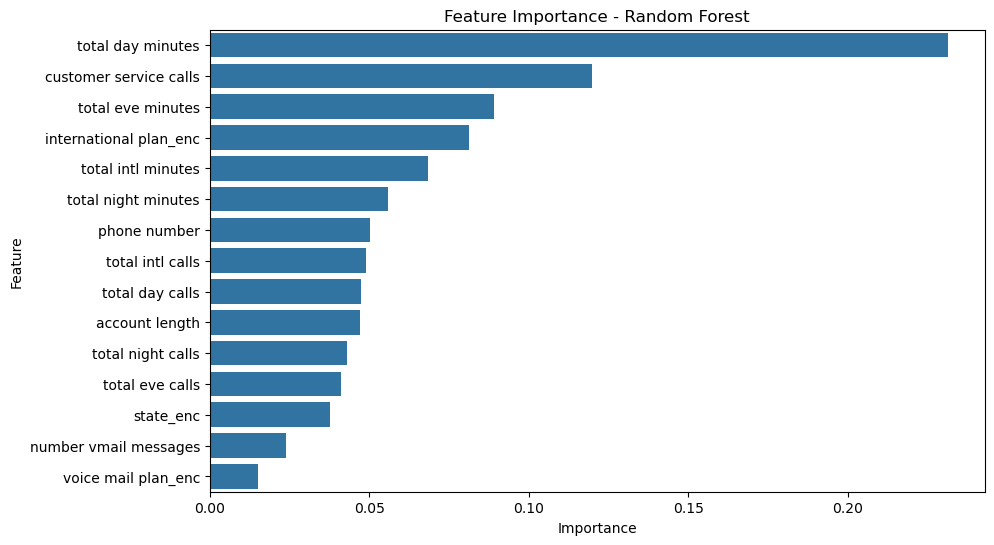 Feature Importance - Random Forest
Feature
total day minutes
customer service calls
total eve minutes
international plan_enc
total intl minutes
total night minutes
phone number
total intl calls
total day calls
account length
total night calls
total eve calls
state_enc
number vmail messages
voice mail plan_enc
0.00 0.05 0.10 0.15 0.20
Importance